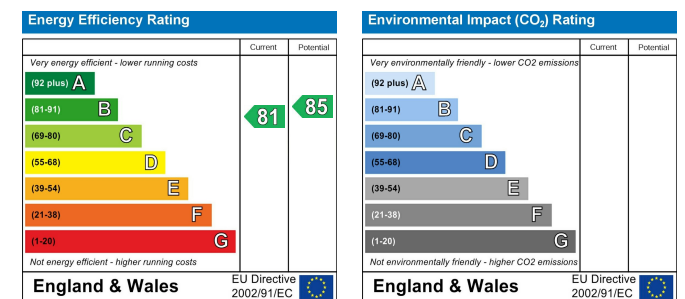 Energy Efficiency Rating
Current Potential
Very energy efficient - lower running costs
(92 plus) A
(81-91) B
(69-80) C
(55-68) D
(39-54) E
(21-38) F
(1-20) G
81
85
Not energy efficient - higher running costs
England & Wales
EU Directive
2002/91/EC
Environmental Impact (CO₂) Rating
Current Potential
Very environmentally friendly - lower CO2 emissions
(92 plus) A
(81-91) B
(69-80) C
(55-68) D
(39-54) E
(21-38) F
(1-20) G
Not environmentally friendly - higher CO2 emissions
England & Wales
EU Directive
2002/91/EC